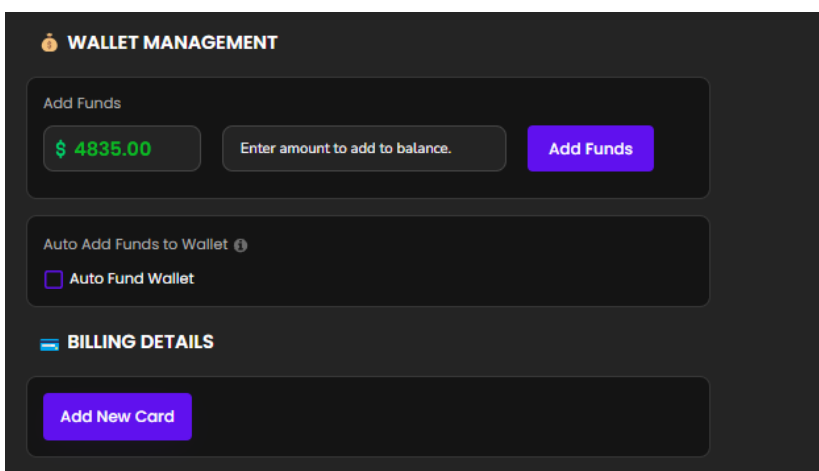 WALLET MANAGEMENT
Add Funds
$ 4835.00
Enter amount to add to balance.
Add Funds
Auto Add Funds to Wallet
Auto Fund Wallet
BILLING DETAILS
Add New Card